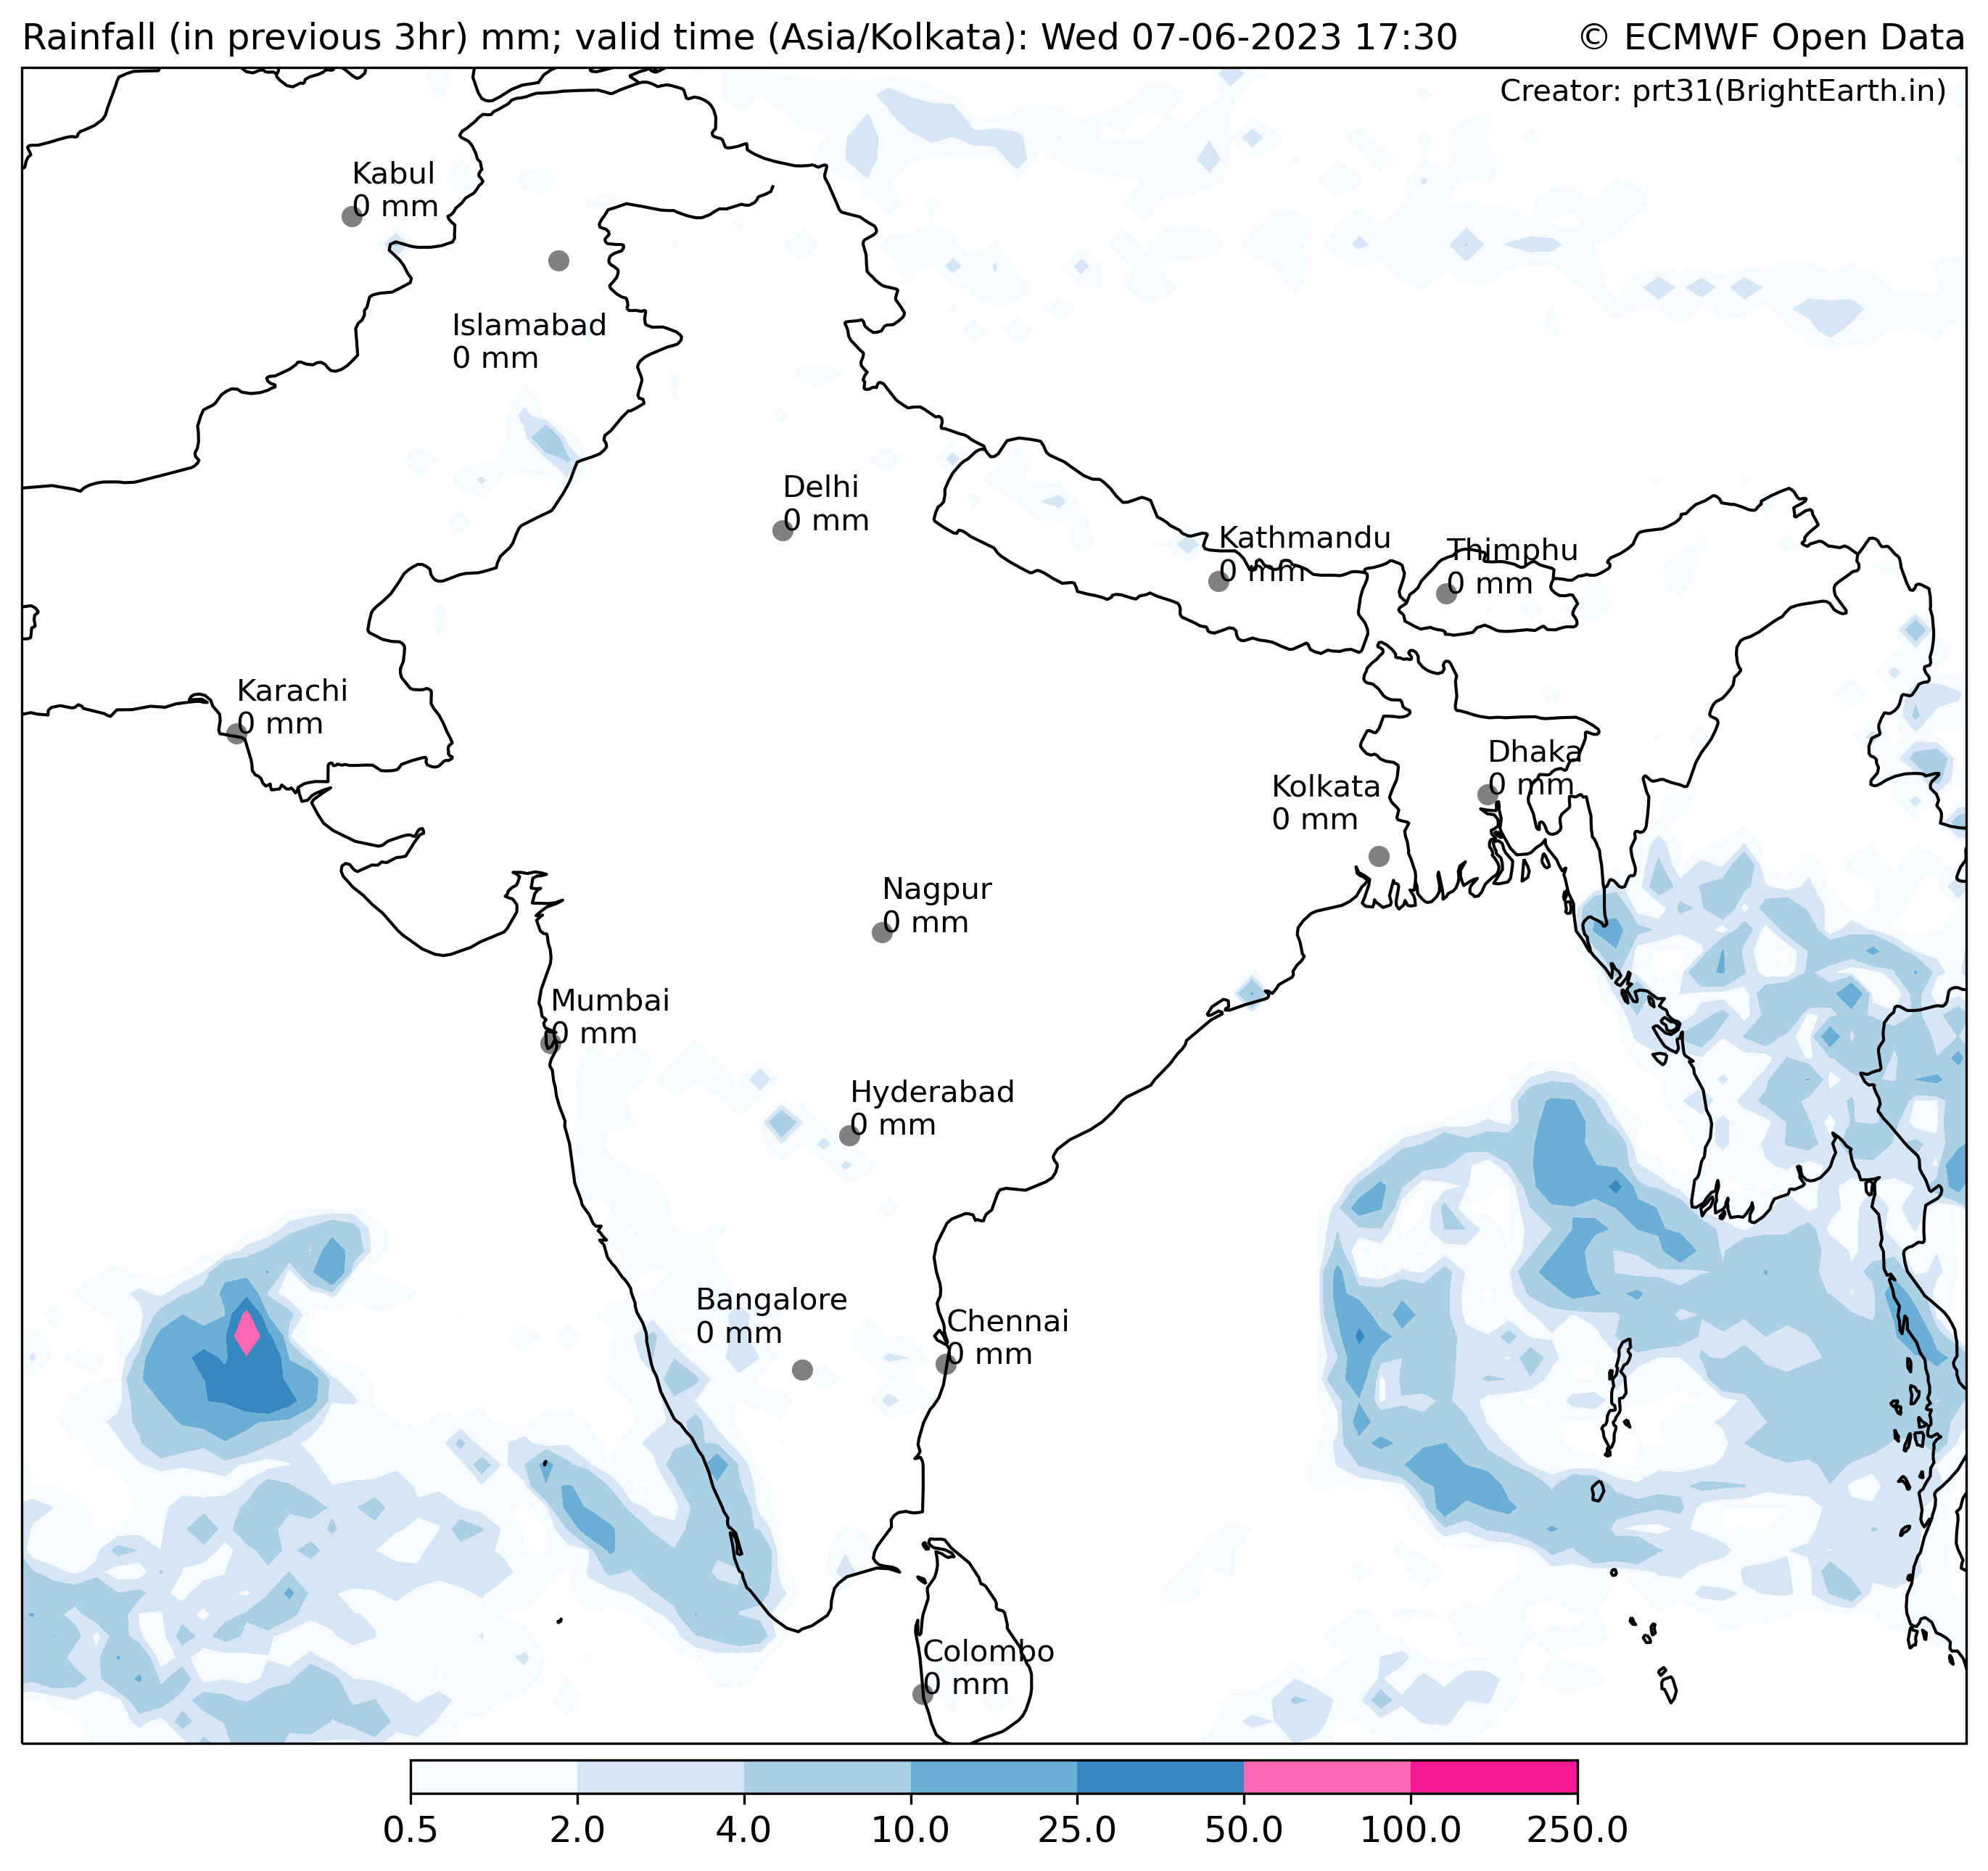 Rainfall (in previous 3hr) mm; valid time (Asia/Kolkata): Wed 07-06-2023 17:30
© ECMWF Open Data
Creator: prt31(BrightEarth.in)
Kabul
0 mm
Islamabad
0 mm
Delhi
0 mm
Kathmandu
0 mm
Thimphu
0 mm
Karachi
0 mm
Dhaka
0 mm
Kolkata
0 mm
Nagpur
0 mm
Mumbai
0 mm
Hyderabad
0 mm
Bangalore
0 mm
Chennai
0 mm
Colombo
0 mm
0.5 2.0 4.0 10.0 25.0 50.0 100.0 250.0